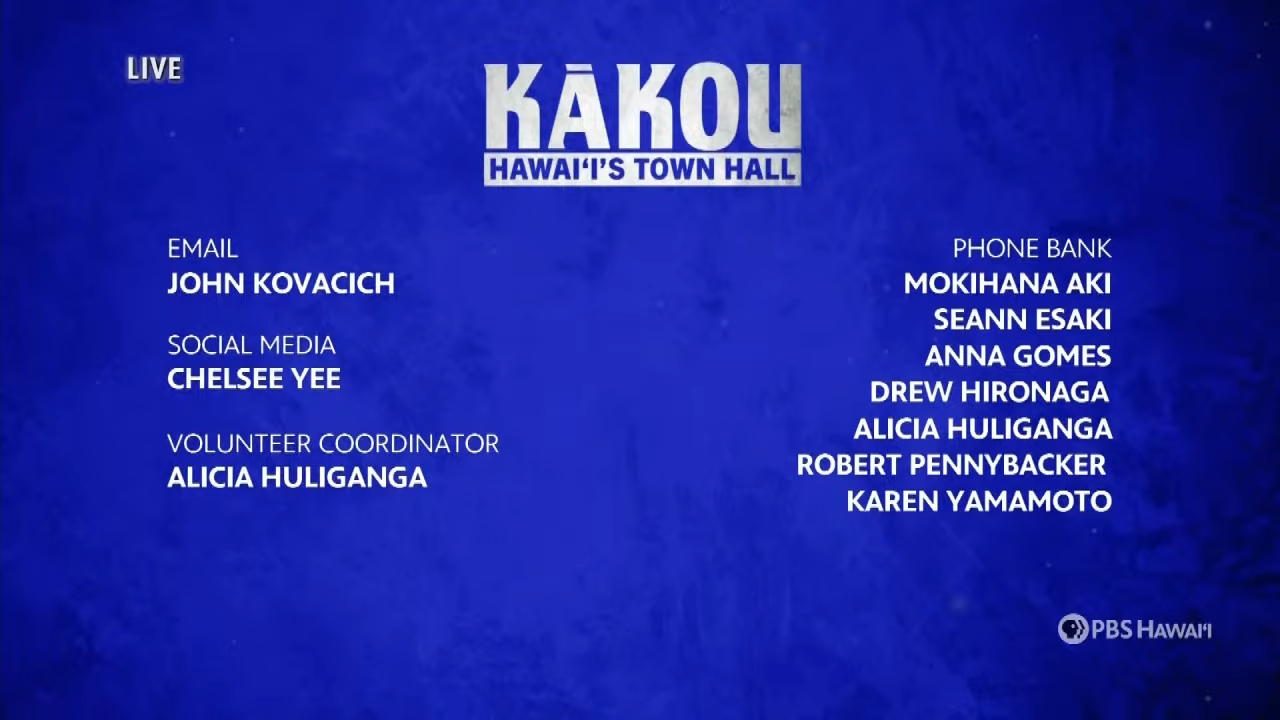 LIVE
KĀKOU
HAWAIʻI'S TOWN HALL
EMAIL
JOHN KOVACICH
SOCIAL MEDIA
CHELSEE YEE
VOLUNTEER COORDINATOR
ALICIA HULIGANGA
PHONE BANK
MOKIHANA AKI
SEANN ESAKI
ANNA GOMES
DREW HIRONAGA
ALICIA HULIGANGA
ROBERT PENNYBACKER
KAREN YAMAMOTO
PBS HAWAIʻI